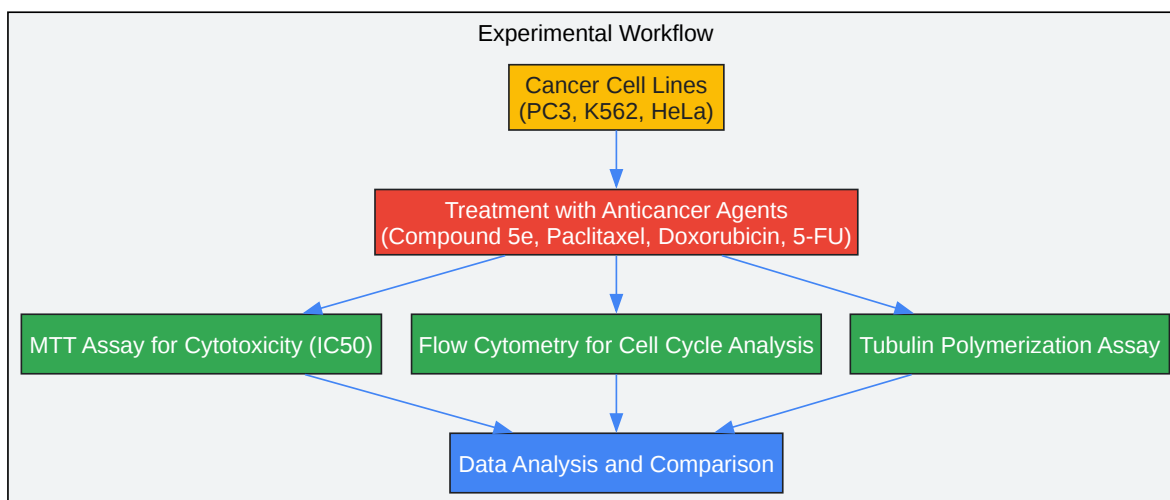 Experimental Workflow
Cancer Cell Lines
(PC3, K562, HeLa)
Treatment with Anticancer Agents
(Compound 5e, Paclitaxel, Doxorubicin, 5-FU)
MTT Assay for Cytotoxicity (IC50)
Flow Cytometry for Cell Cycle Analysis
Tubulin Polymerization Assay
Data Analysis and Comparison